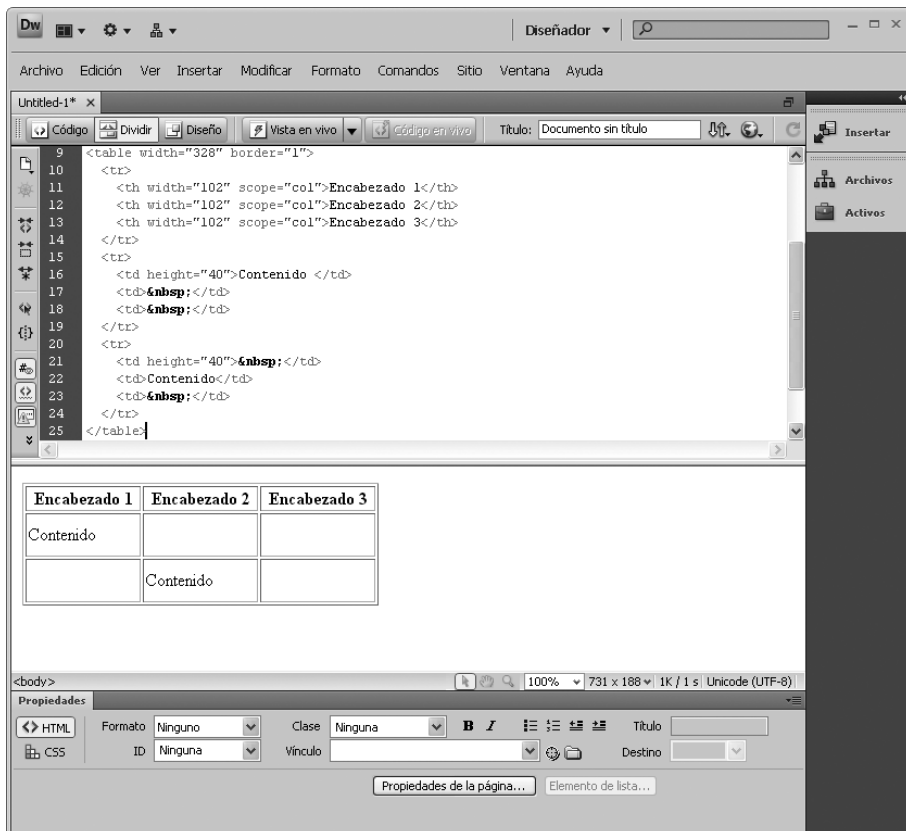 Dw Diseñador
Archivo Edición Ver Insertar Modificar Formato Comandos Sitio Ventana Ayuda
Untitled-1* ×
Código Dividir Diseño Vista en vivo Código en vivo Título: Documento sin título
Insertar
Archivos
Activos
9 <table width="328" border="1">
10 <tr>
11 <th width="102" scope="col">Encabezado 1</th>
12 <th width="102" scope="col">Encabezado 2</th>
13 <th width="102" scope="col">Encabezado 3</th>
14 </tr>
15 <tr>
16 <td height="40">Contenido </td>
17 <td>&nbsp;</td>
18 <td>&nbsp;</td>
19 </tr>
20 <tr>
21 <td height="40">&nbsp;</td>
22 <td>Contenido</td>
23 <td>&nbsp;</td>
24 </tr>
25 </table>
Encabezado 1 Encabezado 2 Encabezado 3
Contenido
Contenido
<body> 100% 731 x 188 1K / 1 s Unicode (UTF-8)
Propiedades
<> HTML Formato Ninguno Clase Ninguna B I Título
CSS ID Ninguna Vínculo Destino
Propiedades de la página... Elemento de lista...